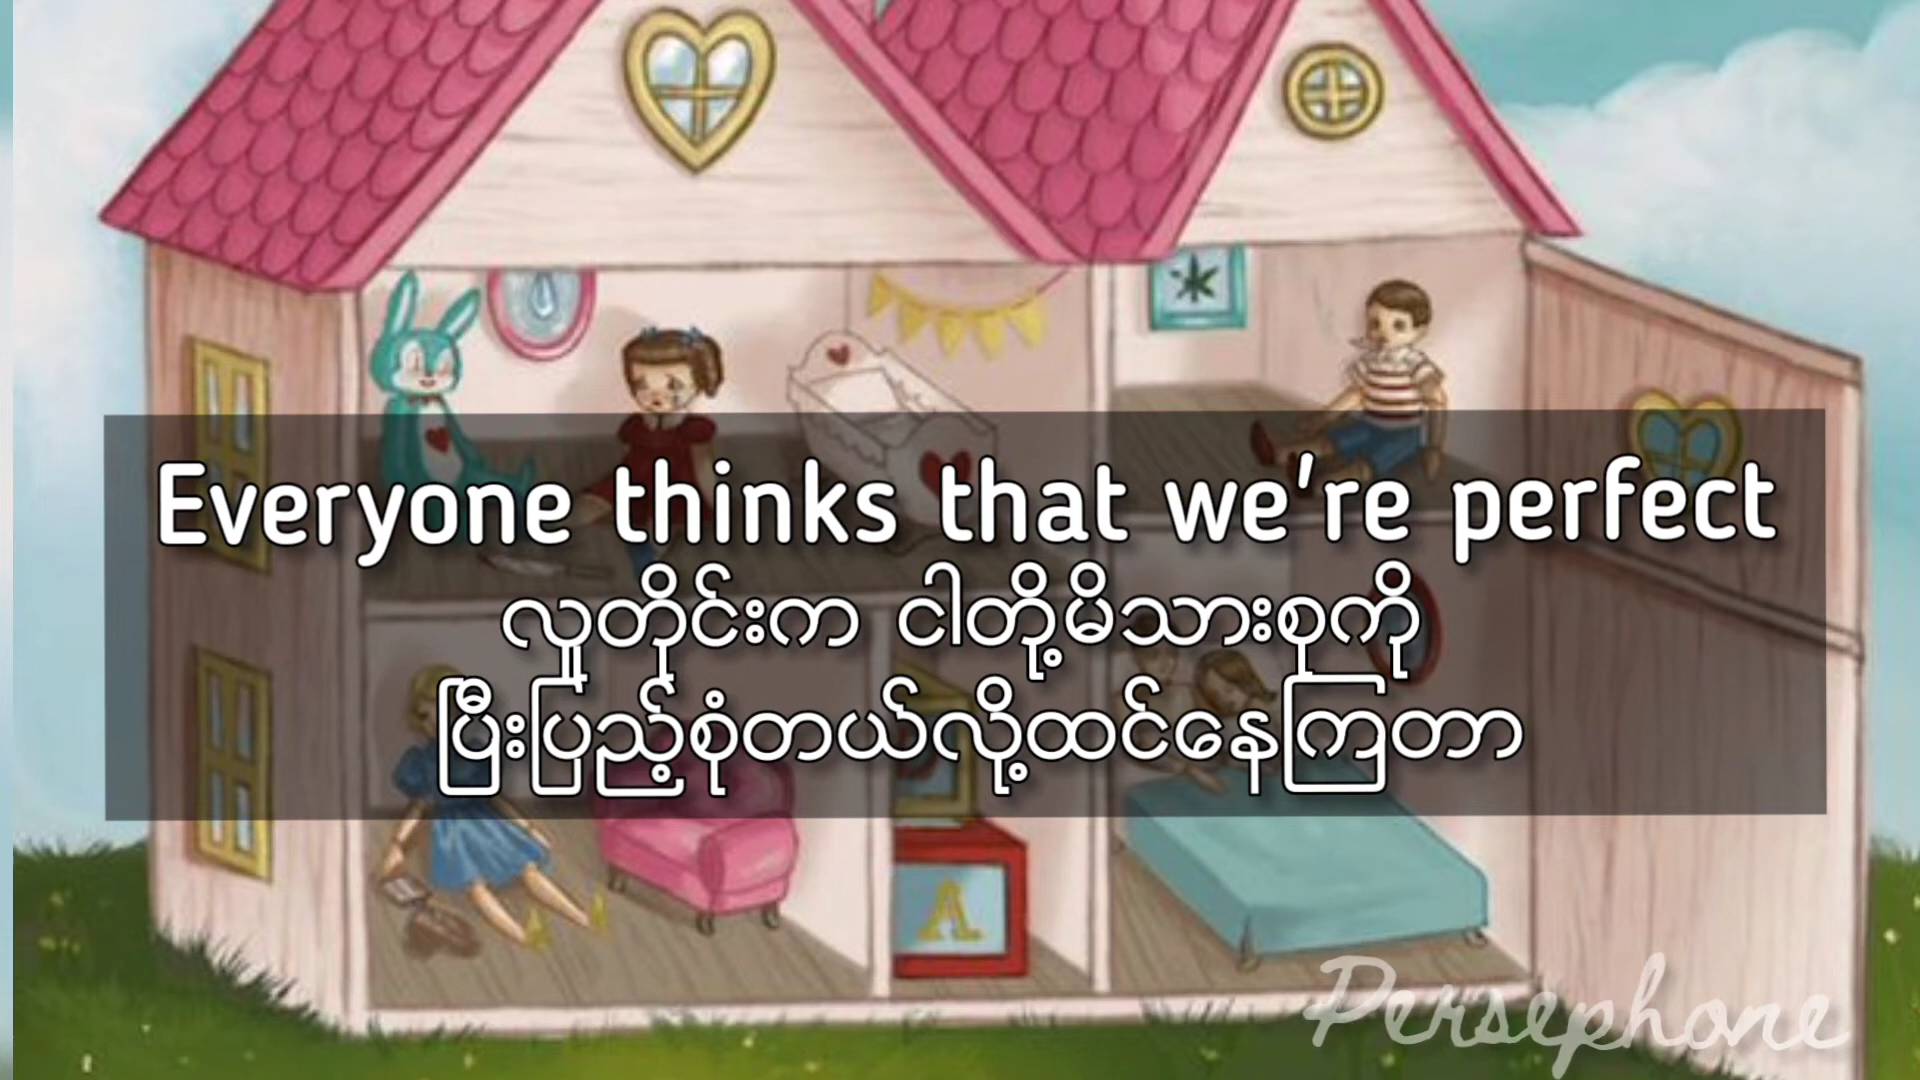 Everyone thinks that we're perfect
လူတိုင်းက ငါတို့မိသားစုကို
ပြီးပြည့်စုံတယ်လို့ထင်နေကြတာ
A
Persephone